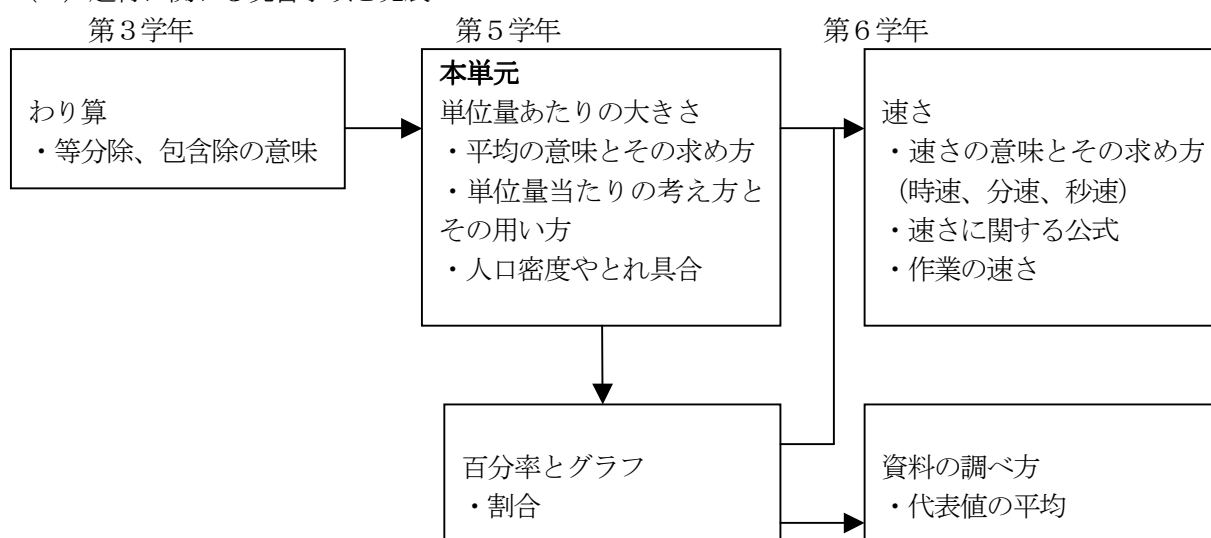 第３学年
第５学年
第６学年
わり算
・等分除、包含除の意味
本単元
単位量あたりの大きさ
・平均の意味とその求め方
・単位量当たりの考え方と
その用い方
・人口密度やとれ具合
速さ
・速さの意味とその求め方
（時速、分速、秒速）
・速さに関する公式
・作業の速さ
百分率とグラフ
・割合
資料の調べ方
・代表値の平均